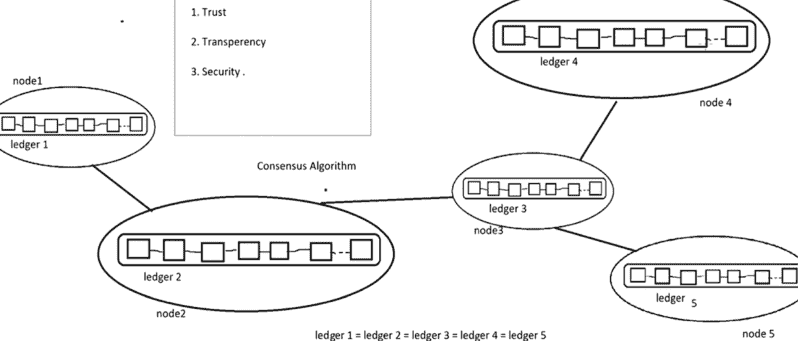 1. Trust
2. Transperency
3. Security .
ledger 4
node 4
node1
ledger 1
Consensus Algorithm
ledger 3
node3
ledger 2
node2
ledger 5
node 5
ledger 1 = ledger 2 = ledger 3 = ledger 4 = ledger 5